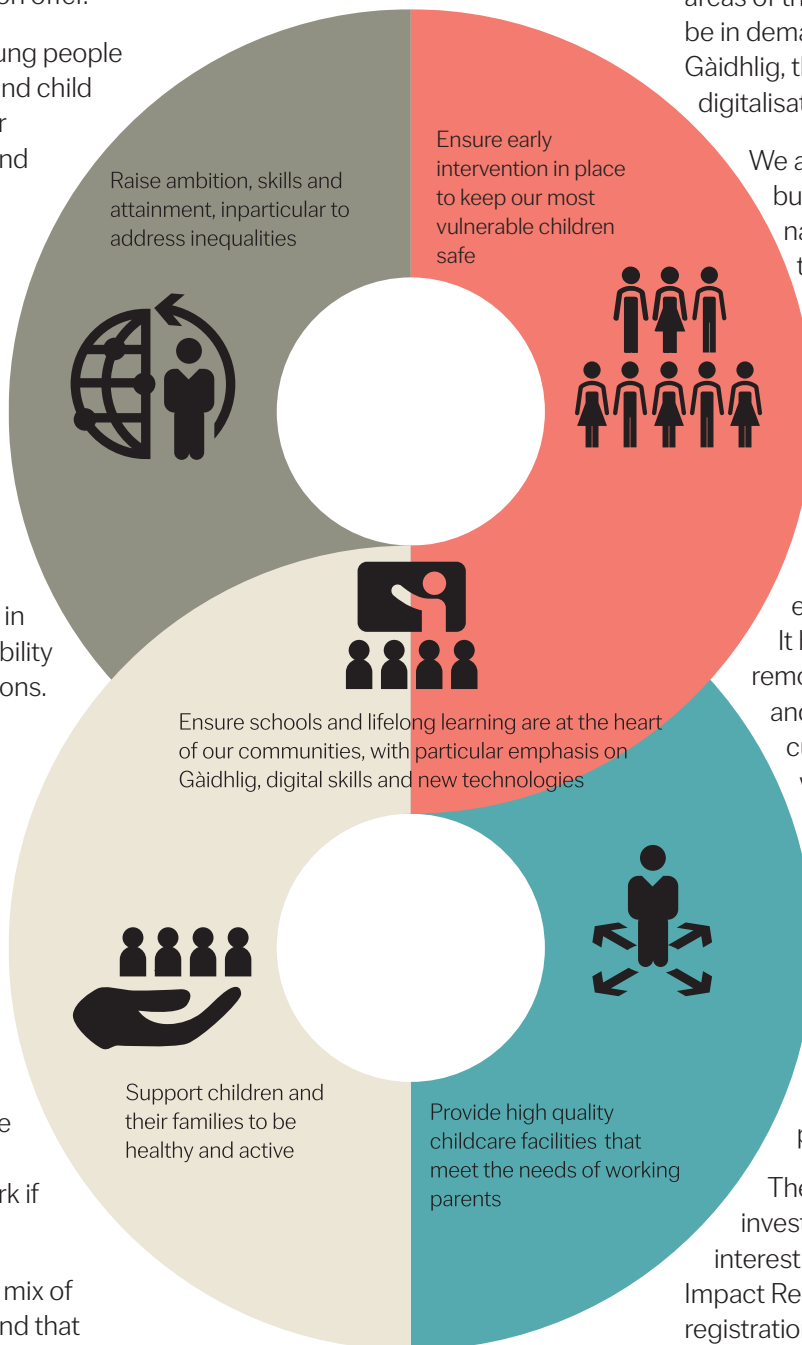 on offer.
ung people
nd child
r
nd
areas of th
be in dema
Gàidhlig, th
digitalisat
We a
bu
na
t
Raise ambition, skills and
attainment, inparticular to
address inequalities
Ensure early
intervention in place
to keep our most
vulnerable children
safe
in
bility
ons.
e
It
remo
and
cu
Ensure schools and lifelong learning are at the heart
of our communities, with particular emphasis on
Gàidhlig, digital skills and new technologies
Support children and
their families to be
healthy and active
Provide high quality
childcare facilities that
meet the needs of working
parents
e
rk if
mix of
nd that
p
The
invest
interest
Impact Re
registration